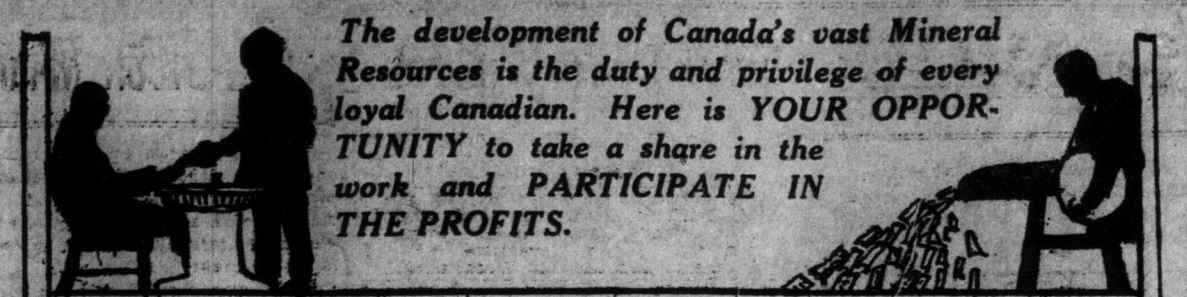 The development of Canada's vast Mineral
Resources is the duty and privilege of every
loyal Canadian. Here is YOUR OPPOR-
TUNITY to take a share in the
work and PARTICIPATE IN
THE PROFITS.